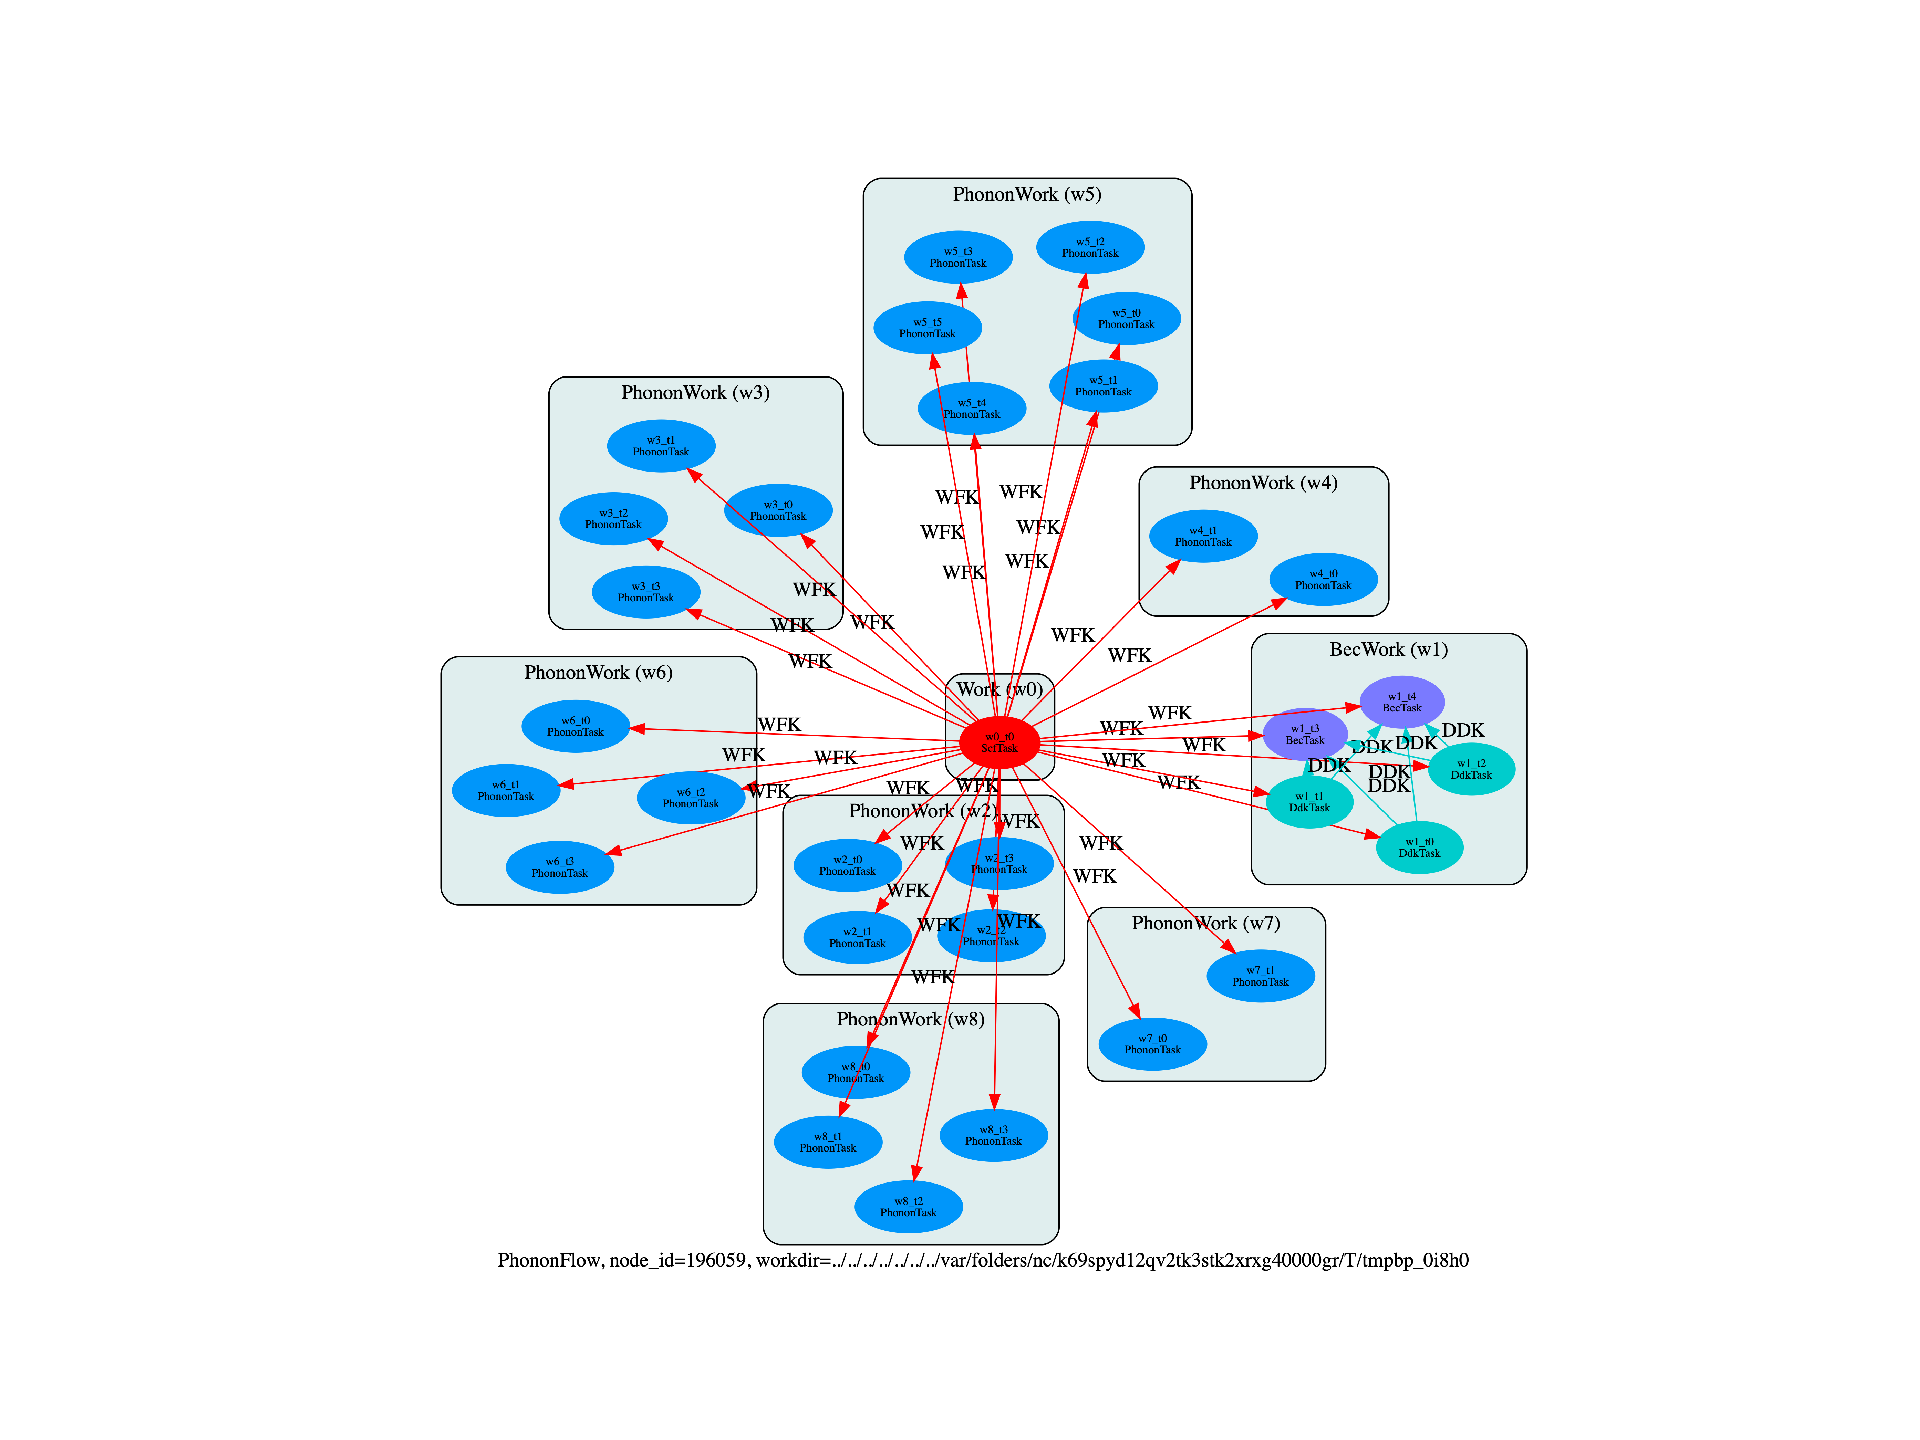 PhononWork (w5)
w5_t3
PhononTask
w5_t2
PhononTask
w5_t5
PhononTask
w5_t0
PhononTask
w5_t4
PhononTask
w5_t1
PhononTask
PhononWork (w3)
w3_t1
PhononTask
w3_t0
PhononTask
w3_t2
PhononTask
w3_t3
PhononTask
PhononWork (w4)
w4_t1
PhononTask
w4_t0
PhononTask
WFK
WFK
WFK
WFK
WFK
WFK
WFK
WFK
WFK
WFK
WFK
WFK
BecWork (w1)
w1_t4
BecTask
w1_t3
BecTask
w1_t2
DdkTask
w1_t1
DdkTask
w1_t0
DdkTask
DDK
DDK
DDK
DDK
DDK
DDK
WFK
WFK
WFK
WFK
WFK
Work (w0)
w0_t0
ScfTask
PhononWork (w6)
w6_t0
PhononTask
w6_t1
PhononTask
w6_t2
PhononTask
w6_t3
PhononTask
WFK
WFK
WFK
WFK
PhononWork (w2)
w2_t0
PhononTask
w2_t3
PhononTask
w2_t1
PhononTask
w2_t2
PhononTask
WFK
WFK
WFK
WFK
WFK
WFK
WFK
WFK
PhononWork (w7)
w7_t1
PhononTask
w7_t0
PhononTask
WFK
WFK
PhononWork (w8)
w8_t0
PhononTask
w8_t1
PhononTask
w8_t3
PhononTask
w8_t2
PhononTask
PhononFlow, node_id=196059, workdir=../../../../../../../var/folders/nc/k69spyd12qv2tk3stk2xrxg40000gr/T/tmpbp_0i8h0